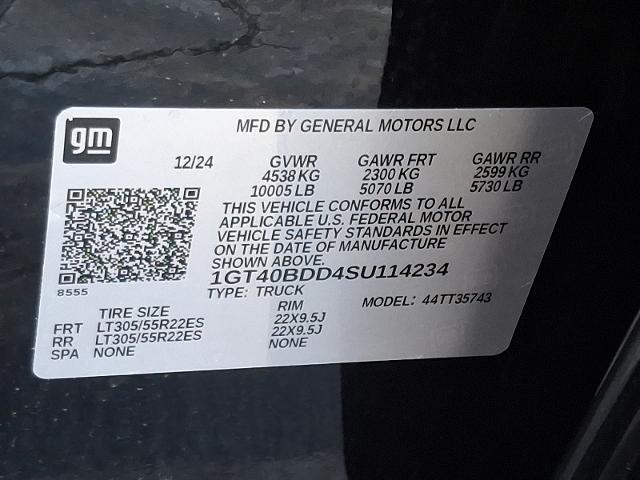 gm
MFD BY GENERAL MOTORS LLC
12/24 GVWR GAWR FRT GAWR RR
4538 KG 2300 KG 2599 KG
10005 LB 5070 LB 5730 LB
THIS VEHICLE CONFORMS TO ALL
APPLICABLE U.S. FEDERAL MOTOR
VEHICLE SAFETY STANDARDS IN EFFECT
ON THE DATE OF MANUFACTURE
SHOWN ABOVE.
1GT40BDD4SU114234
8555
TYPE: TRUCK MODEL: 44TT35743
TIRE SIZE RIM
FRT LT305/55R22ES 22X9.5J
RR LT305/55R22ES 22X9.5J
SPA NONE NONE